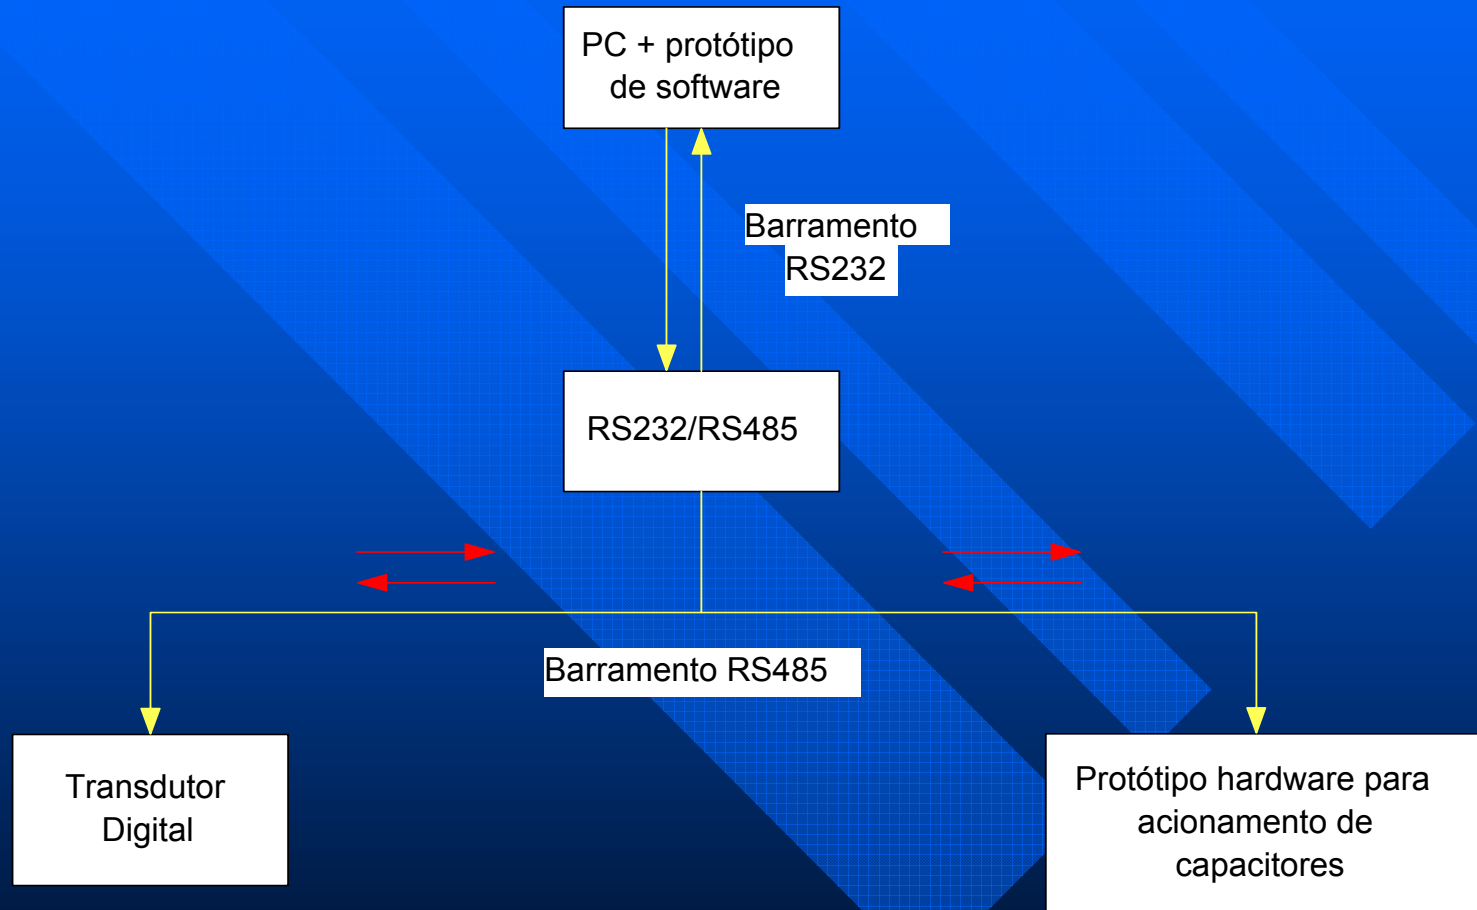 PC + protótipo
de software
Barramento
RS232
RS232/RS485
Barramento RS485
Transdutor
Digital
Protótipo hardware para
acionamento de
capacitores